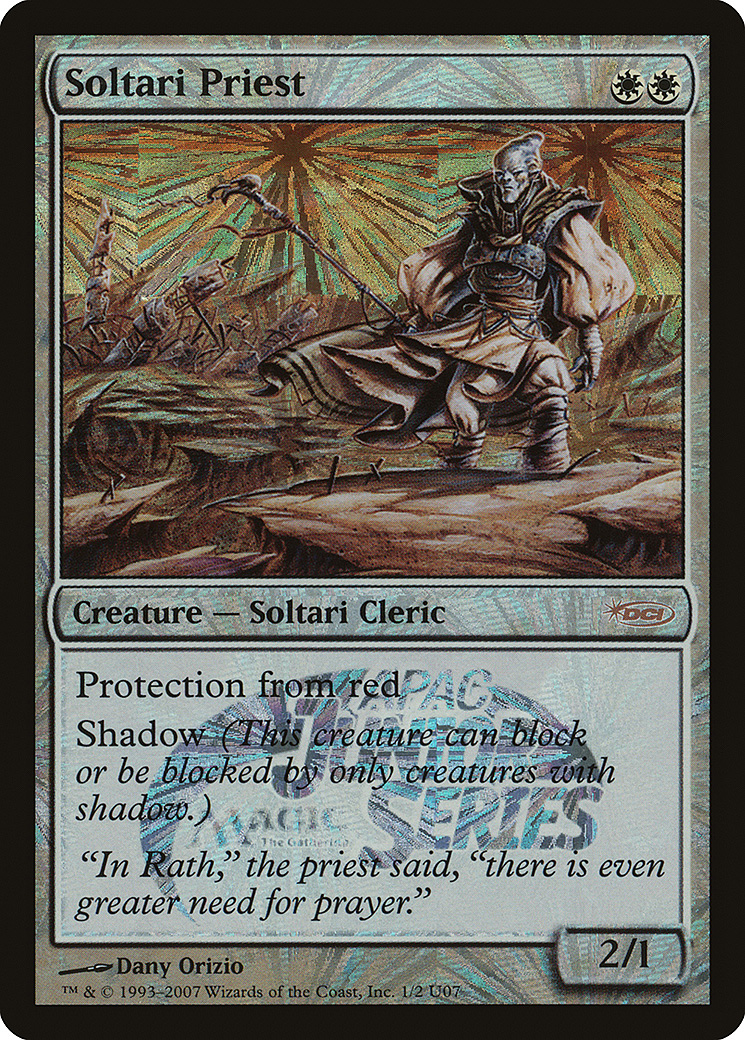 Soltari Priest
Creature — Soltari Cleric
DCI
Protection from red
Shadow (This creature can block
or be blocked by only creatures with
shadow.)
"In Rath," the priest said, "there is even
greater need for prayer."
APAC
JUNIOR
SERIES
MAGIC
The Gathering
2/1
Dany Orizio
™ & © 1993–2007 Wizards of the Coast, Inc. 1/2 U07